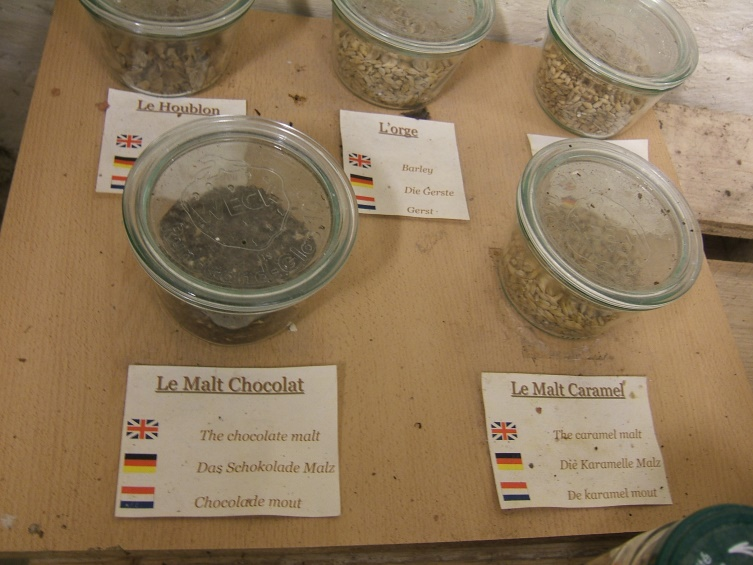 Le Houblon
L'orge
Barley
Die Gerste
Gerst
WECK
Le Malt Chocolat
The chocolate malt
Das Schokolade Malz
Chocolade mout
Le Malt Caramel
The caramel malt
Die Karamelle Malz
De karamel mout